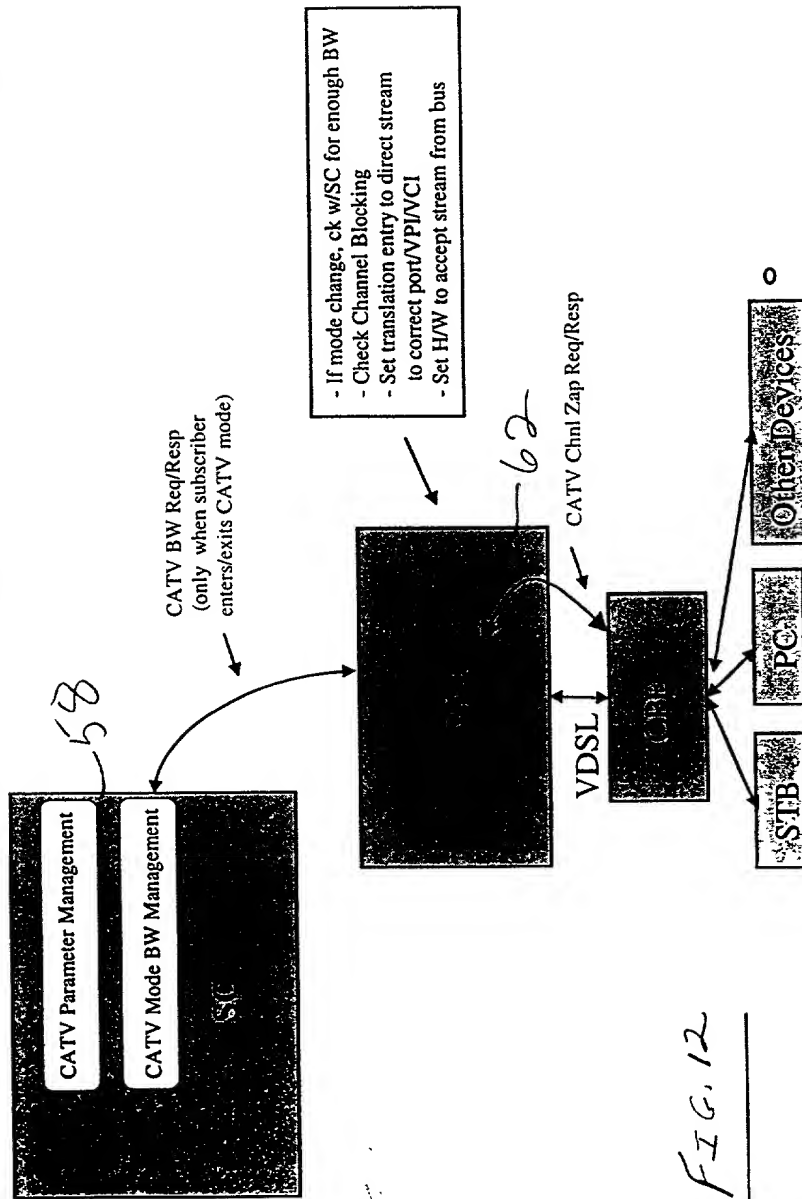 CATV Parameter Management
58
CATV Mode BW Management
SC
CATV BW Req/Resp
(only when subscriber
enters/exits CATV mode)
- If mode change, ck w/SC for enough BW
- Check Channel Blocking
- Set translation entry to direct stream
to correct port/VPI/VCI
- Set H/W to accept stream from bus
62
CATV Chnl Zap Req/Resp
VDSL
STB
PC
Other Devices
FIG. 12